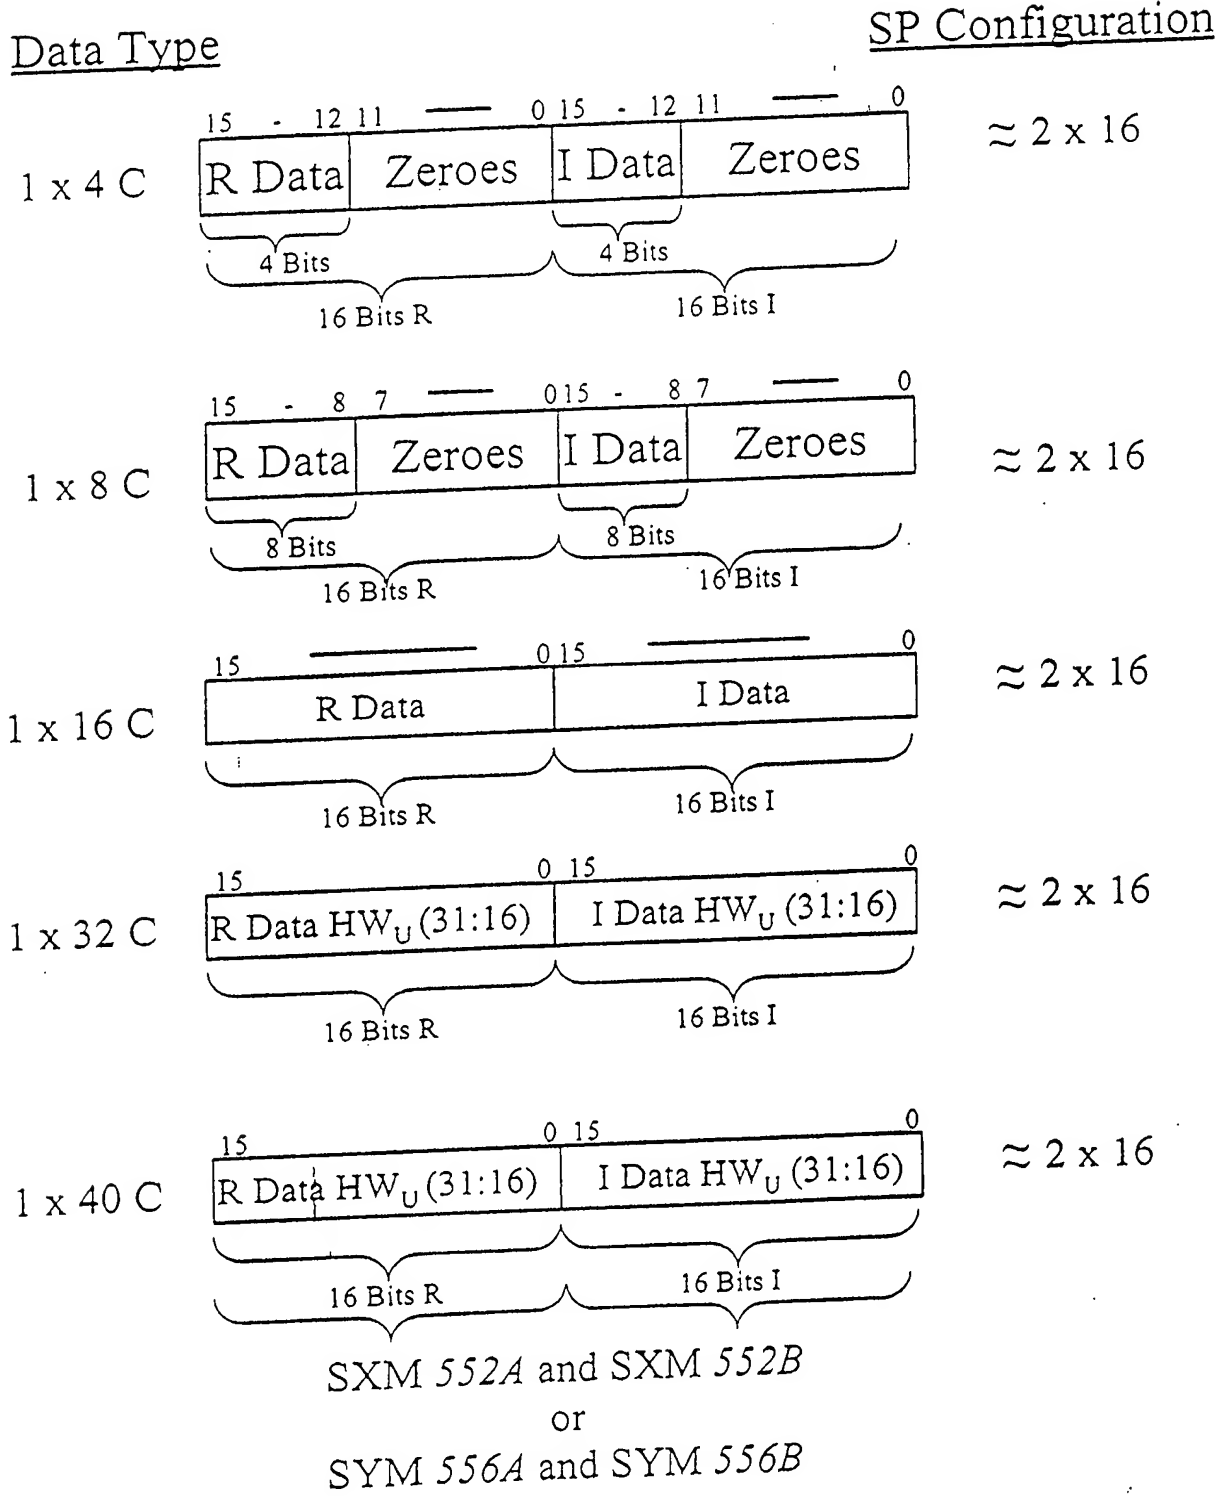 Data Type SP Configuration
15 - 12 11 — 0 15 - 12 11 — 0
1 x 4 C R Data Zeroes I Data Zeroes ≈ 2 x 16
4 Bits 4 Bits
16 Bits R 16 Bits I
15 - 8 7 — 0 15 - 8 7 — 0
1 x 8 C R Data Zeroes I Data Zeroes ≈ 2 x 16
8 Bits 8 Bits
16 Bits R 16 Bits I
15 — 0 15 — 0
1 x 16 C R Data I Data ≈ 2 x 16
16 Bits R 16 Bits I
15 0 15 0
1 x 32 C R Data HWU (31:16) I Data HWU (31:16) ≈ 2 x 16
16 Bits R 16 Bits I
15 0 15 0
1 x 40 C R Data HWU (31:16) I Data HWU (31:16) ≈ 2 x 16
16 Bits R 16 Bits I
SXM 552A and SXM 552B
or
SYM 556A and SYM 556B